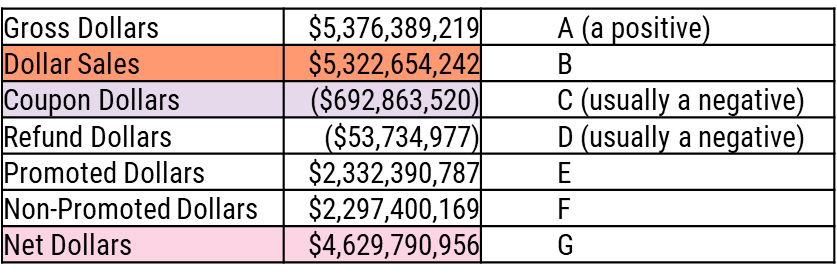 Gross Dollars $5,376,389,219 A (a positive)
Dollar Sales $5,322,654,242 B
Coupon Dollars ($692,863,520) C (usually a negative)
Refund Dollars ($53,734,977) D (usually a negative)
Promoted Dollars $2,332,390,787 E
Non-Promoted Dollars $2,297,400,169 F
Net Dollars $4,629,790,956 G